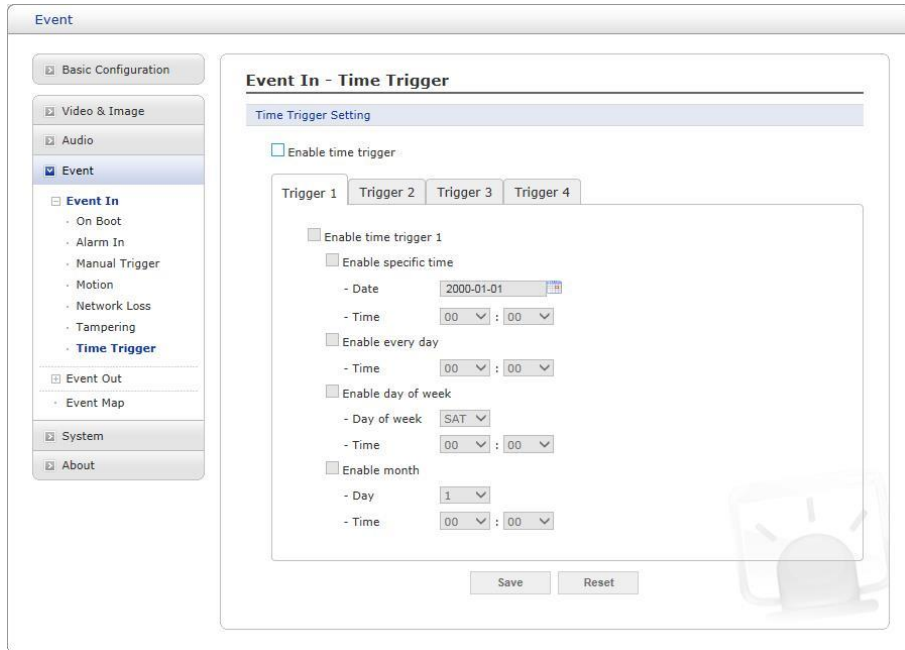 Event
Basic Configuration
Video & Image
Audio
Event
Event In
On Boot
Alarm In
Manual Trigger
Motion
Network Loss
Tampering
Time Trigger
Event Out
Event Map
System
About
Event In - Time Trigger
Time Trigger Setting
Enable time trigger
Trigger 1 Trigger 2 Trigger 3 Trigger 4
Enable time trigger 1
Enable specific time
- Date 2000-01-01
- Time 00 : 00
Enable every day
- Time 00 : 00
Enable day of week
- Day of week SAT
- Time 00 : 00
Enable month
- Day 1
- Time 00 : 00
Save Reset